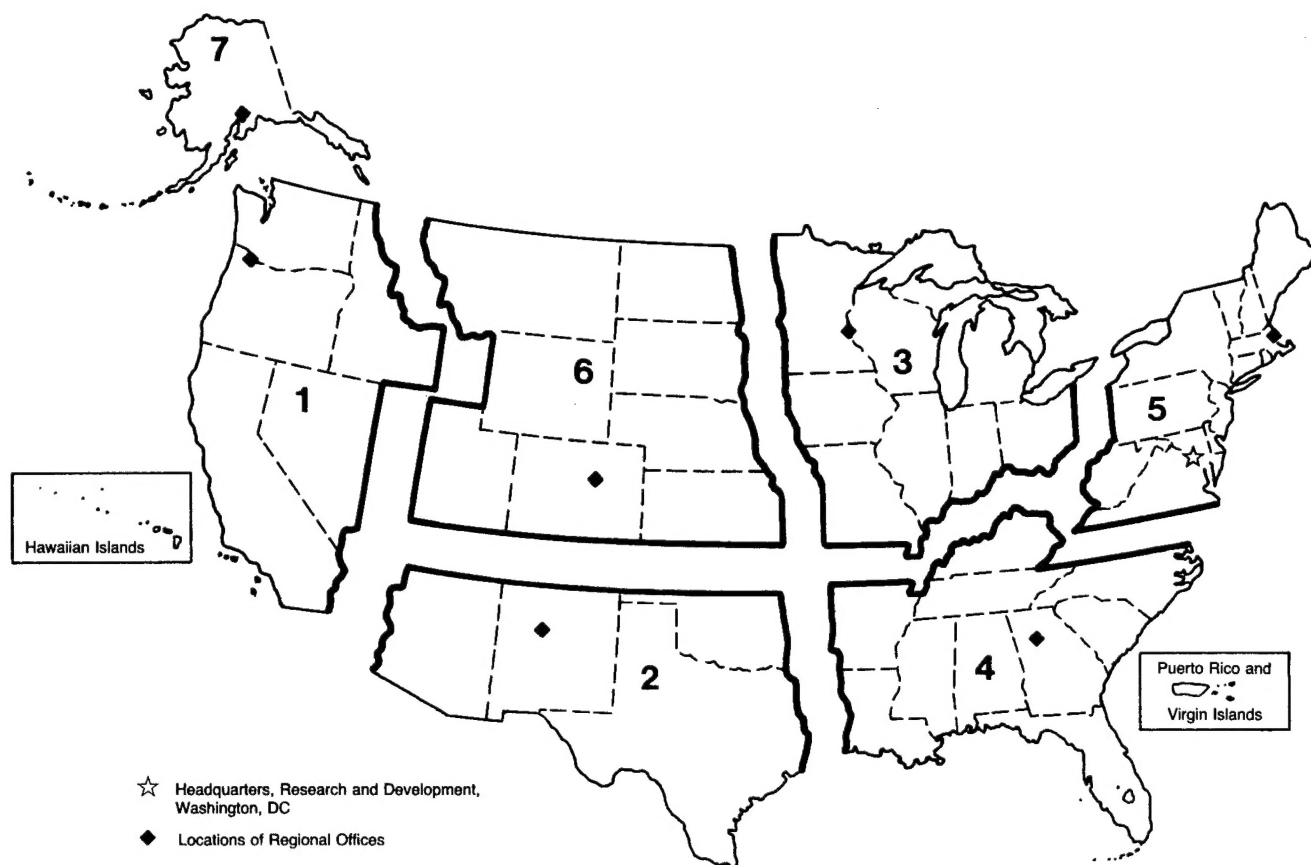 7
1
6
3
5
Hawaiian Islands
2
4
Puerto Rico and
Virgin Islands
Headquarters, Research and Development,
Washington, DC
Locations of Regional Offices